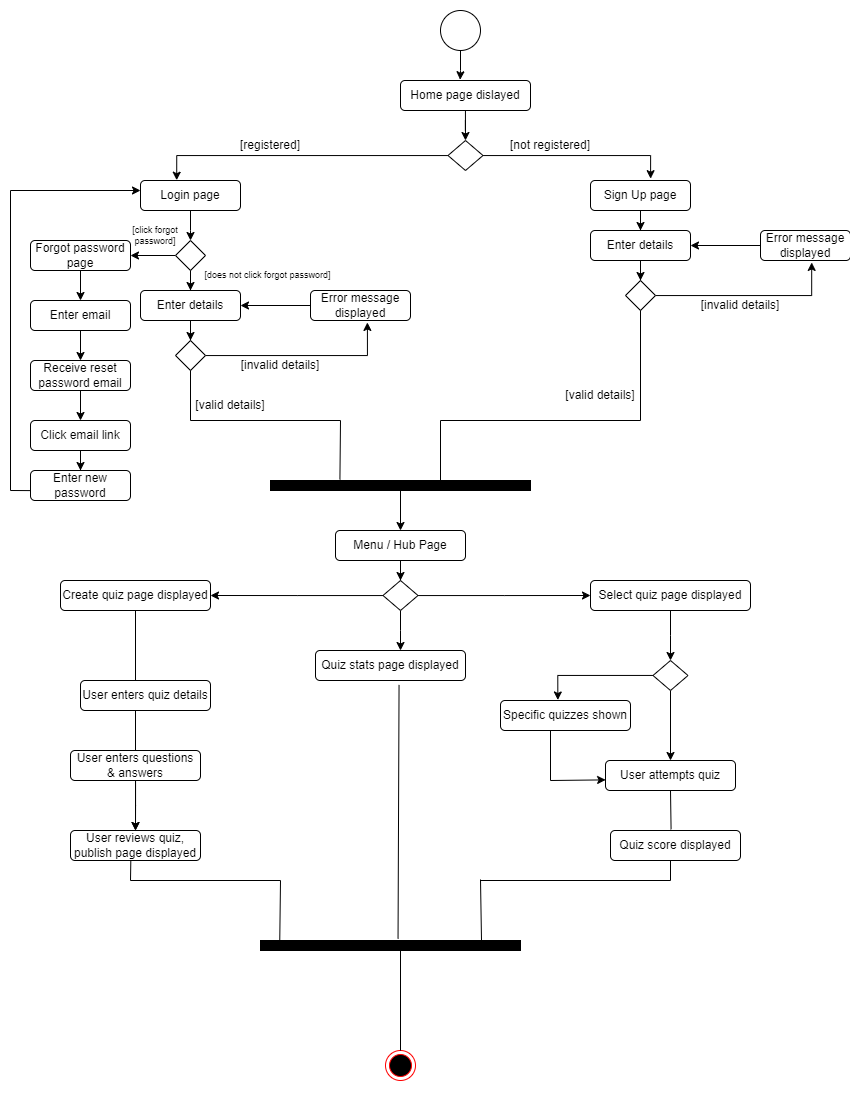 Home page dislayed
[registered]
[not registered]
Login page
Sign Up page
[click forgot
password]
Forgot password
page
Enter details
Error message
displayed
[does not click forgot password]
Enter details
Error message
displayed
[invalid details]
Enter email
[invalid details]
Receive reset
password email
[valid details]
[valid details]
Click email link
Enter new
password
Menu / Hub Page
Create quiz page displayed
Select quiz page displayed
Quiz stats page displayed
User enters quiz details
Specific quizzes shown
User enters questions
& answers
User attempts quiz
User reviews quiz,
publish page displayed
Quiz score displayed